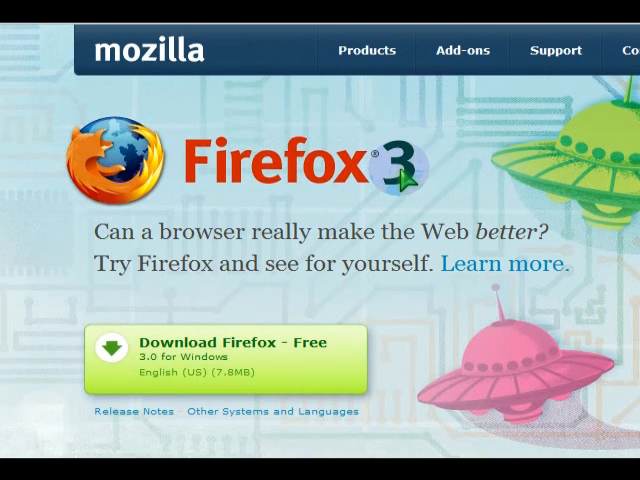 mozilla
Products Add-ons Support Co
Firefox® 3
Can a browser really make the Web better?
Try Firefox and see for yourself. Learn more.
Download Firefox - Free
3.0 for Windows
English (US) (7.8MB)
Release Notes - Other Systems and Languages